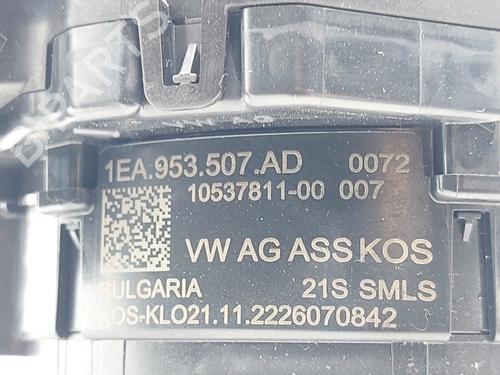 1EA.953.507.AD 0072
10537811-00 007
VW AG ASS KOS
BULGARIA 21S SMLS
KOS-KLO21.11.2226070842